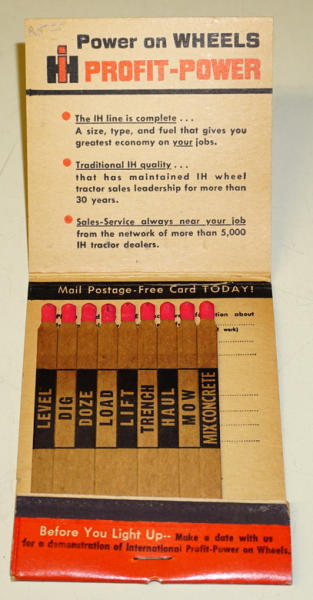 Power on WHEELS
IH PROFIT-POWER
The IH line is complete . . .
A size, type, and fuel that gives you
greatest economy on your jobs.
Traditional IH quality . . .
that has maintained IH wheel
tractor sales leadership for more than
30 years.
Sales-Service always near your job
from the network of more than 5,000
IH tractor dealers.
Mail Postage-Free Card TODAY!
about
work)
LEVEL
DIG
DOZE
LOAD
LIFT
TRENCH
HAUL
MOW
MIX CONCRETE
Before You Light Up-- Make a date with us
for a demonstration of International Profit-Power on Wheels.